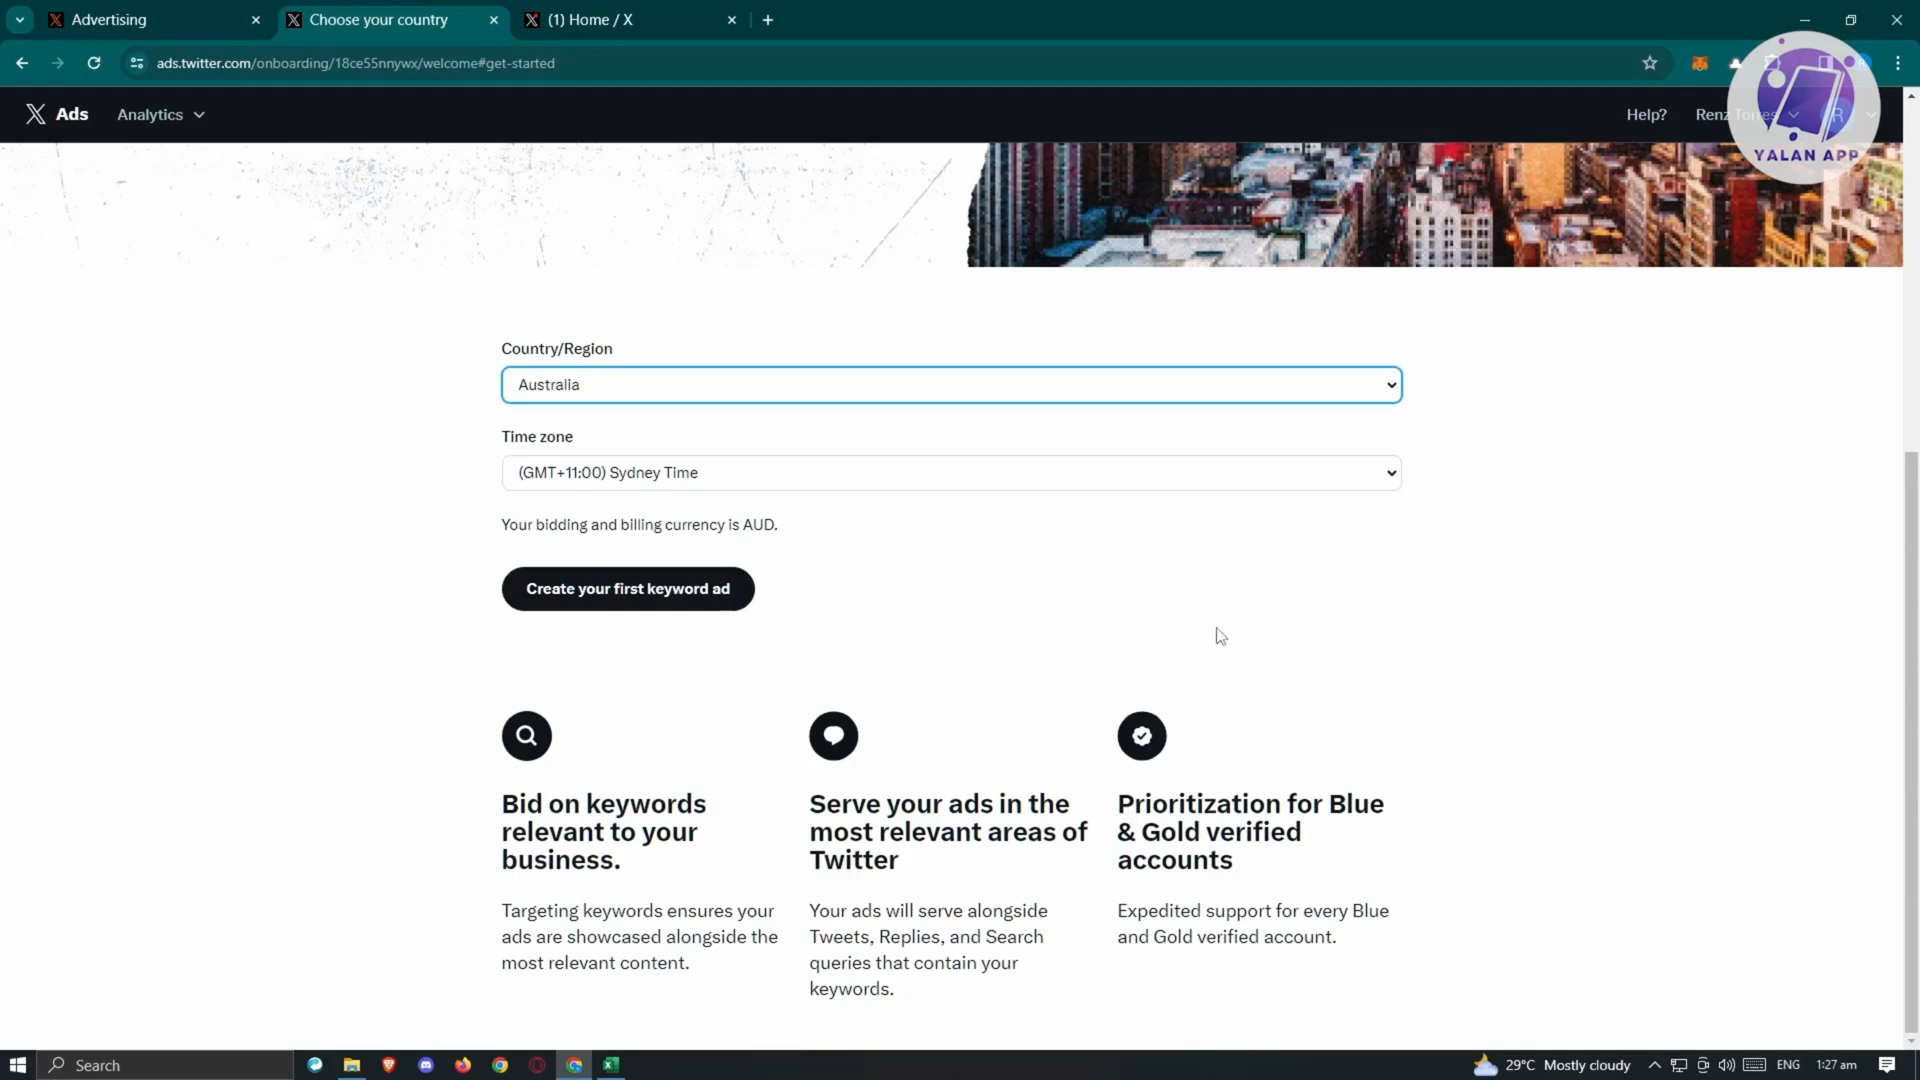 Advertising
Choose your country
(1) Home / X
ads.twitter.com/onboarding/18ce55nnywx/welcome#get-started
Ads
Analytics
Help?
Renz Torres
R
YALAN APP
Country/Region
Australia
Time zone
(GMT+11:00) Sydney Time
Your bidding and billing currency is AUD.
Create your first keyword ad
Bid on keywords
relevant to your
business.
Targeting keywords ensures your
ads are showcased alongside the
most relevant content.
Serve your ads in the
most relevant areas of
Twitter
Your ads will serve alongside
Tweets, Replies, and Search
queries that contain your
keywords.
Prioritization for Blue
& Gold verified
accounts
Expedited support for every Blue
and Gold verified account.
Search
29°C Mostly cloudy
ENG
1:27 am